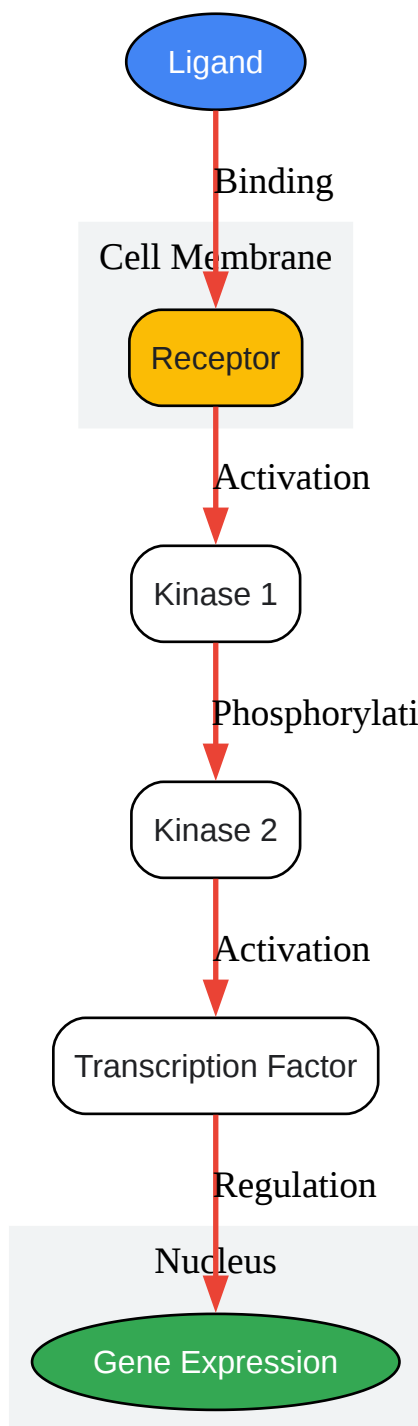 Ligand
Binding
Cell Membrane
Receptor
Activation
Kinase 1
Phosphorylati
Kinase 2
Activation
Transcription Factor
Regulation
Nucleus
Gene Expression